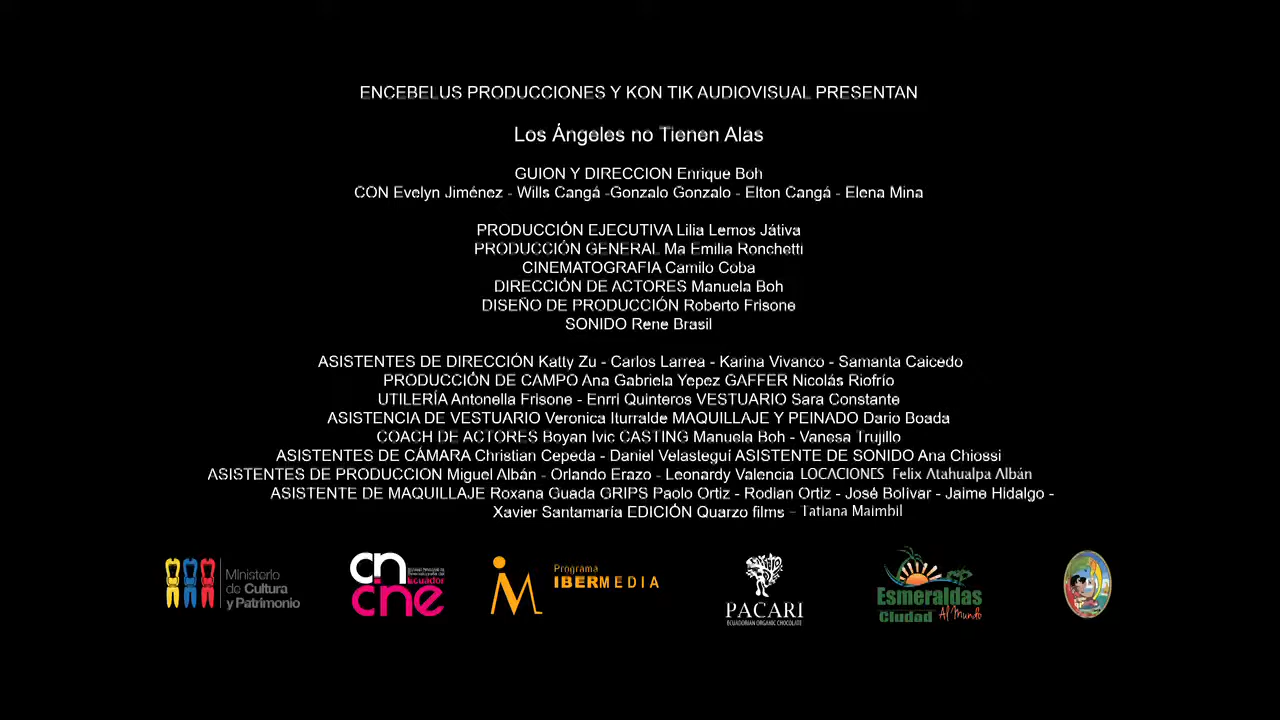 ENCEBELUS PRODUCCIONES Y KON TIK AUDIOVISUAL PRESENTAN
Los Ángeles no Tienen Alas
GUION Y DIRECCION Enrique Boh
CON Evelyn Jiménez - Wills Cangá -Gonzalo Gonzalo - Elton Cangá - Elena Mina
PRODUCCIÓN EJECUTIVA Lilia Lemos Játiva
PRODUCCIÓN GENERAL Ma Emilia Ronchetti
CINEMATOGRAFIA Camilo Coba
DIRECCIÓN DE ACTORES Manuela Boh
DISEÑO DE PRODUCCIÓN Roberto Frisone
SONIDO Rene Brasil
ASISTENTES DE DIRECCIÓN Katty Zu - Carlos Larrea - Karina Vivanco - Samanta Caicedo
PRODUCCIÓN DE CAMPO Ana Gabriela Yepez GAFFER Nicolás Riofrío
UTILERÍA Antonella Frisone - Enrri Quinteros VESTUARIO Sara Constante
ASISTENCIA DE VESTUARIO Veronica Iturralde MAQUILLAJE Y PEINADO Dario Boada
COACH DE ACTORES Boyan Ivic CASTING Manuela Boh - Vanesa Trujillo
ASISTENTES DE CÁMARA Christian Cepeda - Daniel Velasteguí ASISTENTE DE SONIDO Ana Chiossi
ASISTENTES DE PRODUCCION Miguel Albán - Orlando Erazo - Leonardy Valencia LOCACIONES Felix Atahualpa Albán
ASISTENTE DE MAQUILLAJE Roxana Guada GRIPS Paolo Ortiz - Rodian Ortiz - José Bolívar - Jaime Hidalgo -
Xavier Santamaría EDICIÓN Quarzo films - Tatiana Maimbil
Ministerio
de Cultura
y Patrimonio
cn
cine
Ecuador
Programa
IBERMEDIA
PACARI
ECUADORIAN ORGANIC CHOCOLATE
Esmeraldas
Ciudad Al Mundo